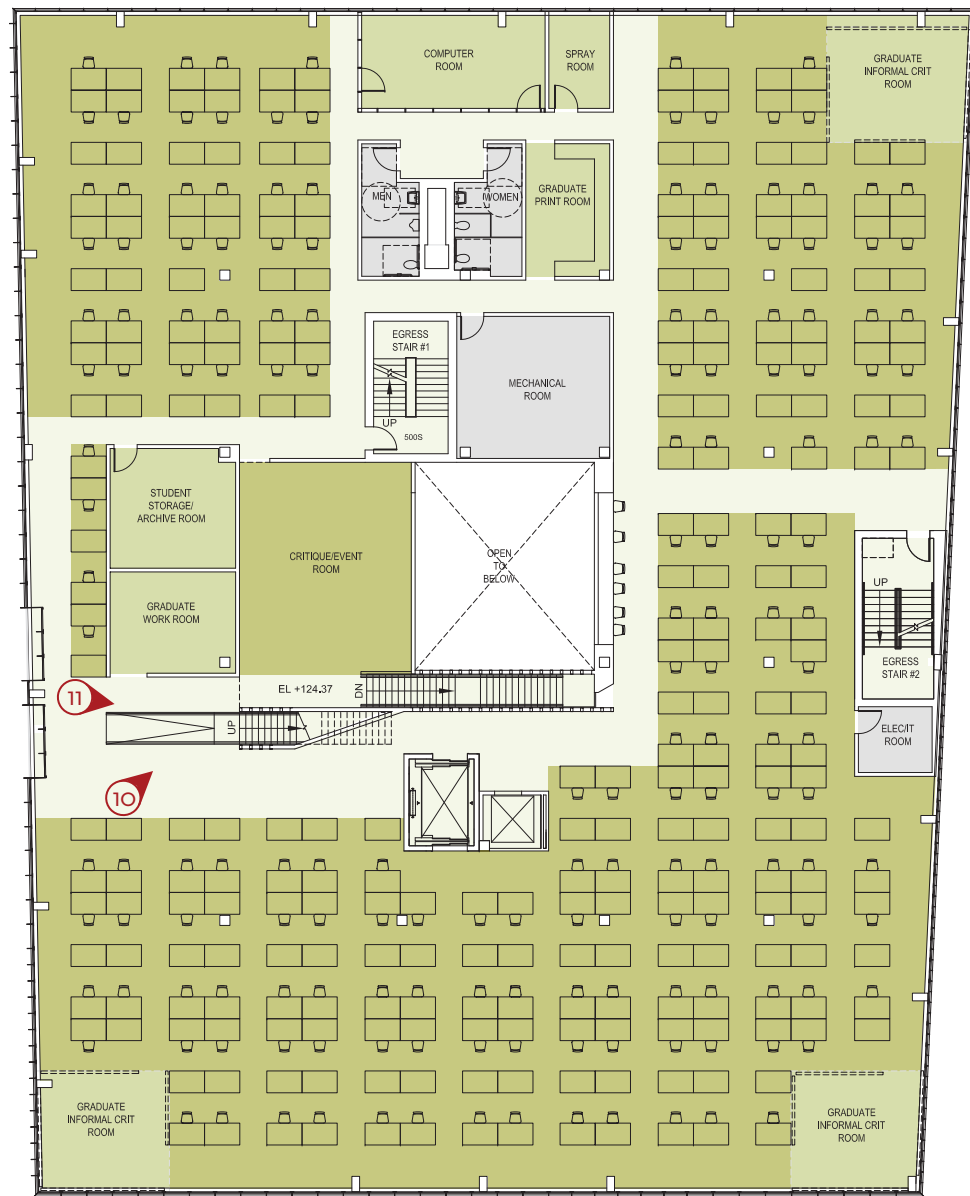 COMPUTER
ROOM
SPRAY
ROOM
GRADUATE
INFORMAL CRIT
ROOM
MEN
WOMEN
GRADUATE
PRINT ROOM
EGRESS
STAIR #1
UP
500S
MECHANICAL
ROOM
STUDENT
STORAGE/
ARCHIVE ROOM
CRITIQUE/EVENT
ROOM
OPEN
TO
BELOW
GRADUATE
WORK ROOM
UP
EGRESS
STAIR #2
EL +124.37
DN
11
UP
ELEC/IT
ROOM
10
GRADUATE
INFORMAL CRIT
ROOM
GRADUATE
INFORMAL CRIT
ROOM